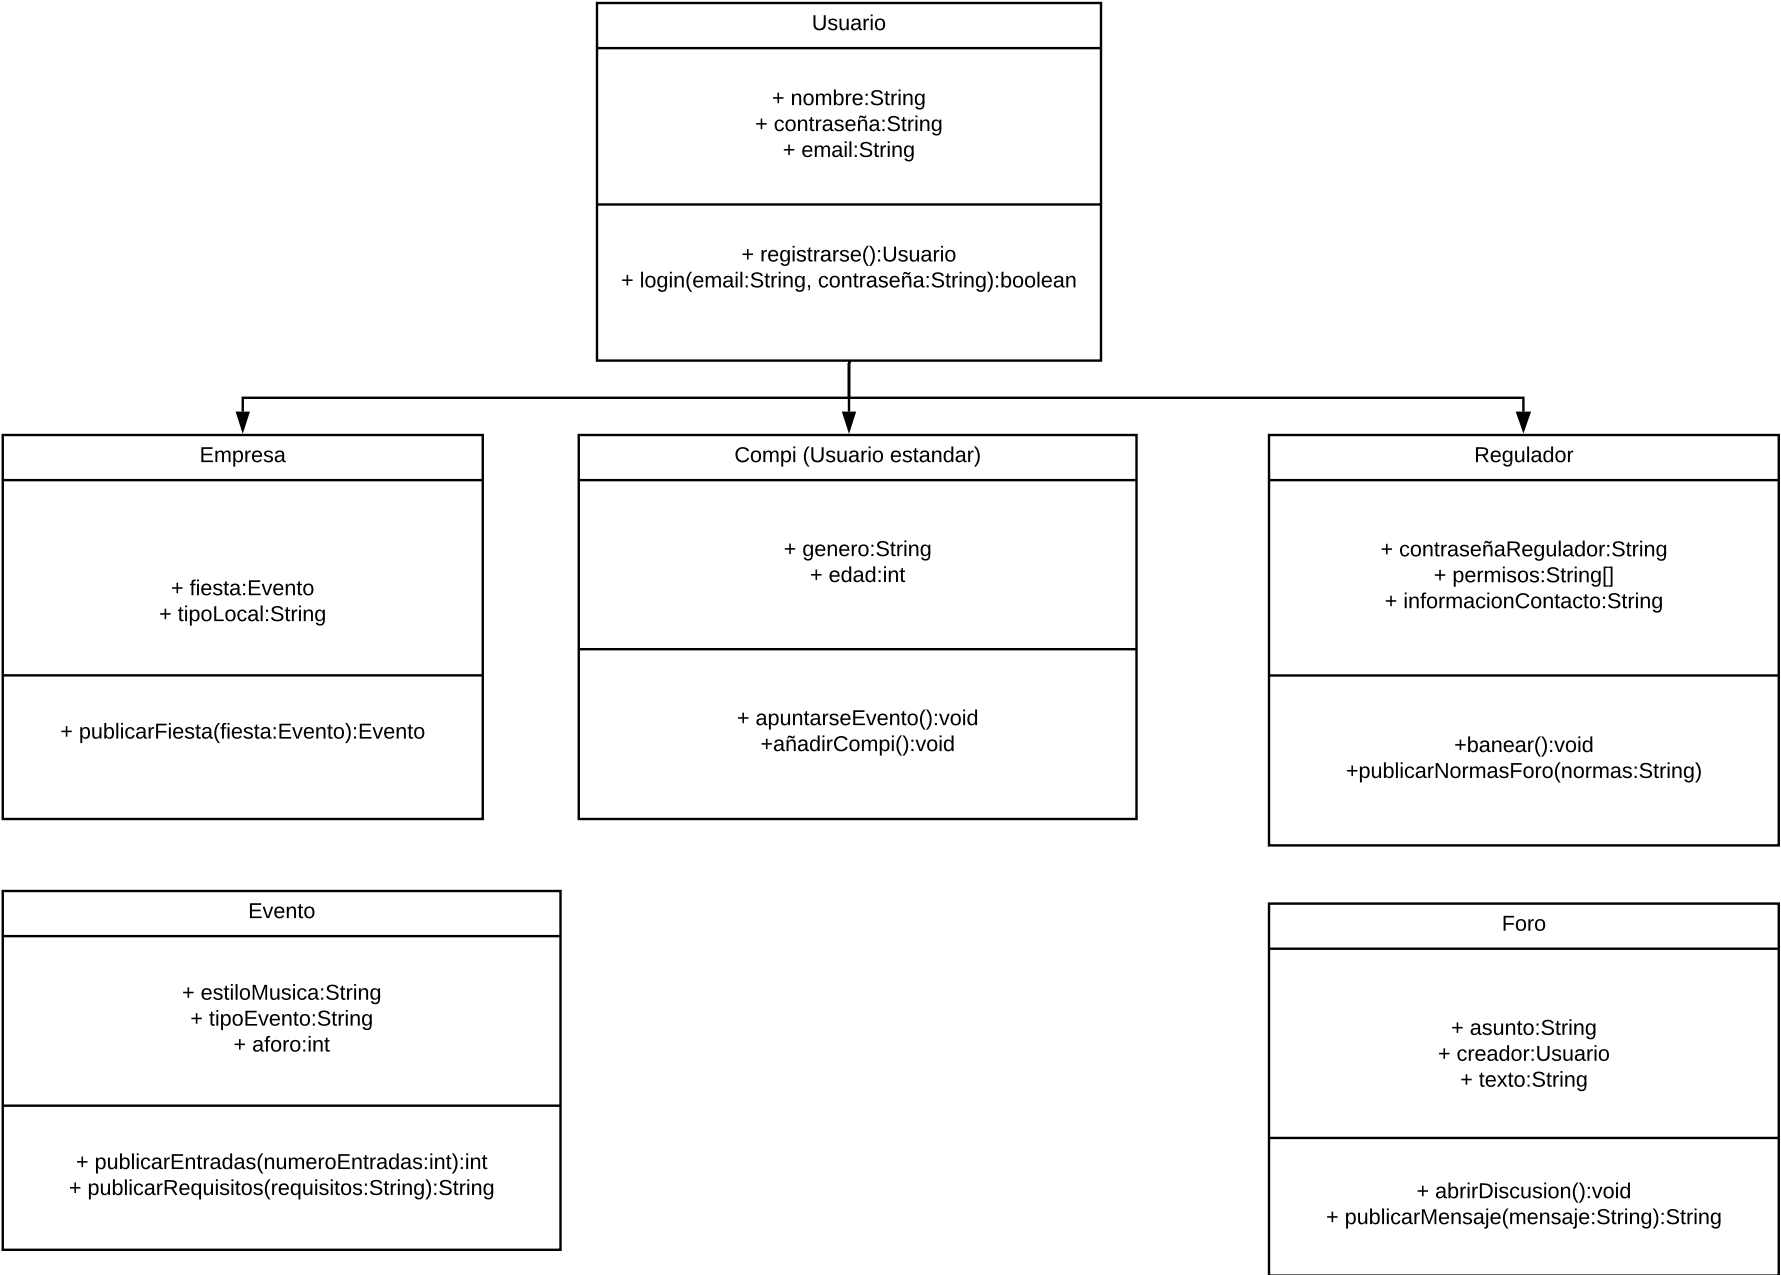 Usuario
+ nombre:String
+ contraseña:String
+ email:String
+ registrarse():Usuario
+ login(email:String, contraseña:String):boolean
Empresa
+ fiesta:Evento
+ tipoLocal:String
+ publicarFiesta(fiesta:Evento):Evento
Compi (Usuario estandar)
+ genero:String
+ edad:int
+ apuntarseEvento():void
+añadirCompi():void
Regulador
+ contraseñaRegulador:String
+ permisos:String[]
+ informacionContacto:String
+banear():void
+publicarNormasForo(normas:String)
Evento
+ estiloMusica:String
+ tipoEvento:String
+ aforo:int
+ publicarEntradas(numeroEntradas:int):int
+ publicarRequisitos(requisitos:String):String
Foro
+ asunto:String
+ creador:Usuario
+ texto:String
+ abrirDiscusion():void
+ publicarMensaje(mensaje:String):String